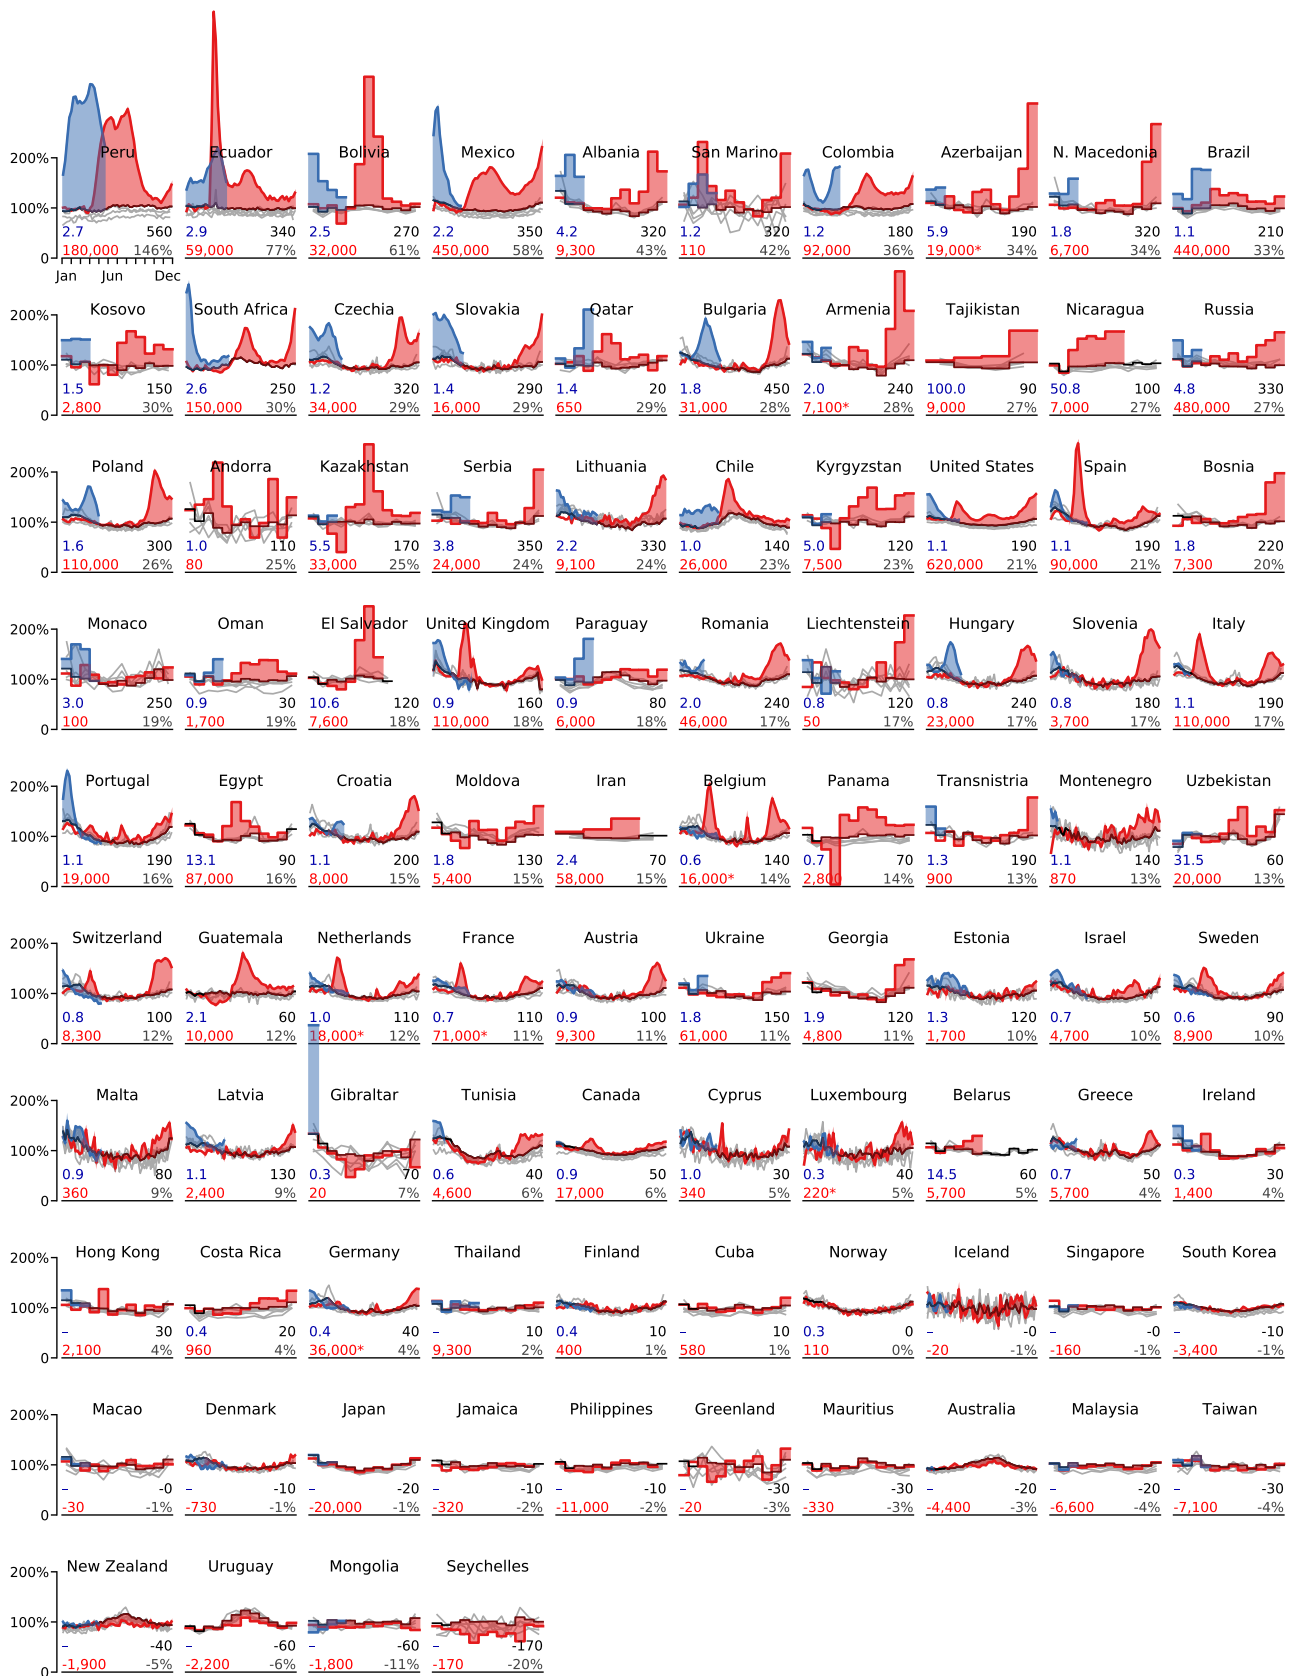 Peru Ecuador Bolivia Mexico Albania San Marino Colombia Azerbaijan N. Macedonia Brazil
200%
100%
2.7 560 2.9 340 2.5 270 2.2 350 4.2 320 1.2 320 1.2 180 5.9 190 1.8 320 1.1 210
180,000 146% 59,000 77% 32,000 61% 450,000 58% 9,300 43% 110 42% 92,000 36% 19,000* 34% 6,700 34% 440,000 33%
0
Jan Jun Dec
Kosovo South Africa Czechia Slovakia Qatar Bulgaria Armenia Tajikistan Nicaragua Russia
200%
100%
1.5 150 2.6 250 1.2 320 1.4 290 1.4 20 1.8 450 2.0 240 100.0 90 50.8 100 4.8 330
2,800 30% 150,000 30% 34,000 29% 16,000 29% 650 29% 31,000 28% 7,100* 28% 9,000 27% 7,000 27% 480,000 27%
0
Poland Andorra Kazakhstan Serbia Lithuania Chile Kyrgyzstan United States Spain Bosnia
200%
100%
1.6 300 1.0 110 5.5 170 3.8 350 2.2 330 1.0 140 5.0 120 1.1 190 1.1 190 1.8 220
110,000 26% 80 25% 33,000 25% 24,000 24% 9,100 24% 26,000 23% 7,500 23% 620,000 21% 90,000 21% 7,300 20%
0
Monaco Oman El Salvador United Kingdom Paraguay Romania Liechtenstein Hungary Slovenia Italy
200%
100%
3.0 250 0.9 30 10.6 120 0.9 160 0.9 80 2.0 240 0.8 120 0.8 240 0.8 180 1.1 190
100 19% 1,700 19% 7,600 18% 110,000 18% 6,000 18% 46,000 17% 50 17% 23,000 17% 3,700 17% 110,000 17%
0
Portugal Egypt Croatia Moldova Iran Belgium Panama Transnistria Montenegro Uzbekistan
200%
100%
1.1 190 13.1 90 1.1 200 1.8 130 2.4 70 0.6 140 0.7 70 1.3 190 1.1 140 31.5 60
19,000 16% 87,000 16% 8,000 15% 5,400 15% 58,000 15% 16,000* 14% 2,800 14% 900 13% 870 13% 20,000 13%
0
Switzerland Guatemala Netherlands France Austria Ukraine Georgia Estonia Israel Sweden
200%
100%
0.8 100 2.1 60 1.0 110 0.7 110 0.9 100 1.8 150 1.9 120 1.3 120 0.7 50 0.6 90
8,300 12% 10,000 12% 18,000* 12% 71,000* 11% 9,300 11% 61,000 11% 4,800 11% 1,700 10% 4,700 10% 8,900 10%
0
Malta Latvia Gibraltar Tunisia Canada Cyprus Luxembourg Belarus Greece Ireland
200%
100%
0.9 80 1.1 130 0.3 70 0.6 40 0.9 50 1.0 30 0.3 40 14.5 60 0.7 50 0.3 30
360 9% 2,400 9% 20 7% 4,600 6% 17,000 6% 340 5% 220* 5% 5,700 5% 5,700 4% 1,400 4%
0
Hong Kong Costa Rica Germany Thailand Finland Cuba Norway Iceland Singapore South Korea
200%
100%
– 30 0.4 20 0.4 40 – 10 0.4 10 – 10 0.3 0 – -0 – -0 – -10
2,100 4% 960 4% 36,000* 4% 9,300 2% 400 1% 580 1% 110 0% -20 -1% -160 -1% -3,400 -1%
0
Macao Denmark Japan Jamaica Philippines Greenland Mauritius Australia Malaysia Taiwan
200%
100%
– -0 – -10 – -20 – -10 – -10 – -30 – -30 – -20 – -20 – -30
-30 -1% -730 -1% -20,000 -1% -320 -2% -11,000 -2% -20 -3% -330 -3% -4,400 -3% -6,600 -4% -7,100 -4%
0
New Zealand Uruguay Mongolia Seychelles
200%
100%
– -40 – -60 – -60 – -170
-1,900 -5% -2,200 -6% -1,800 -11% -170 -20%
0